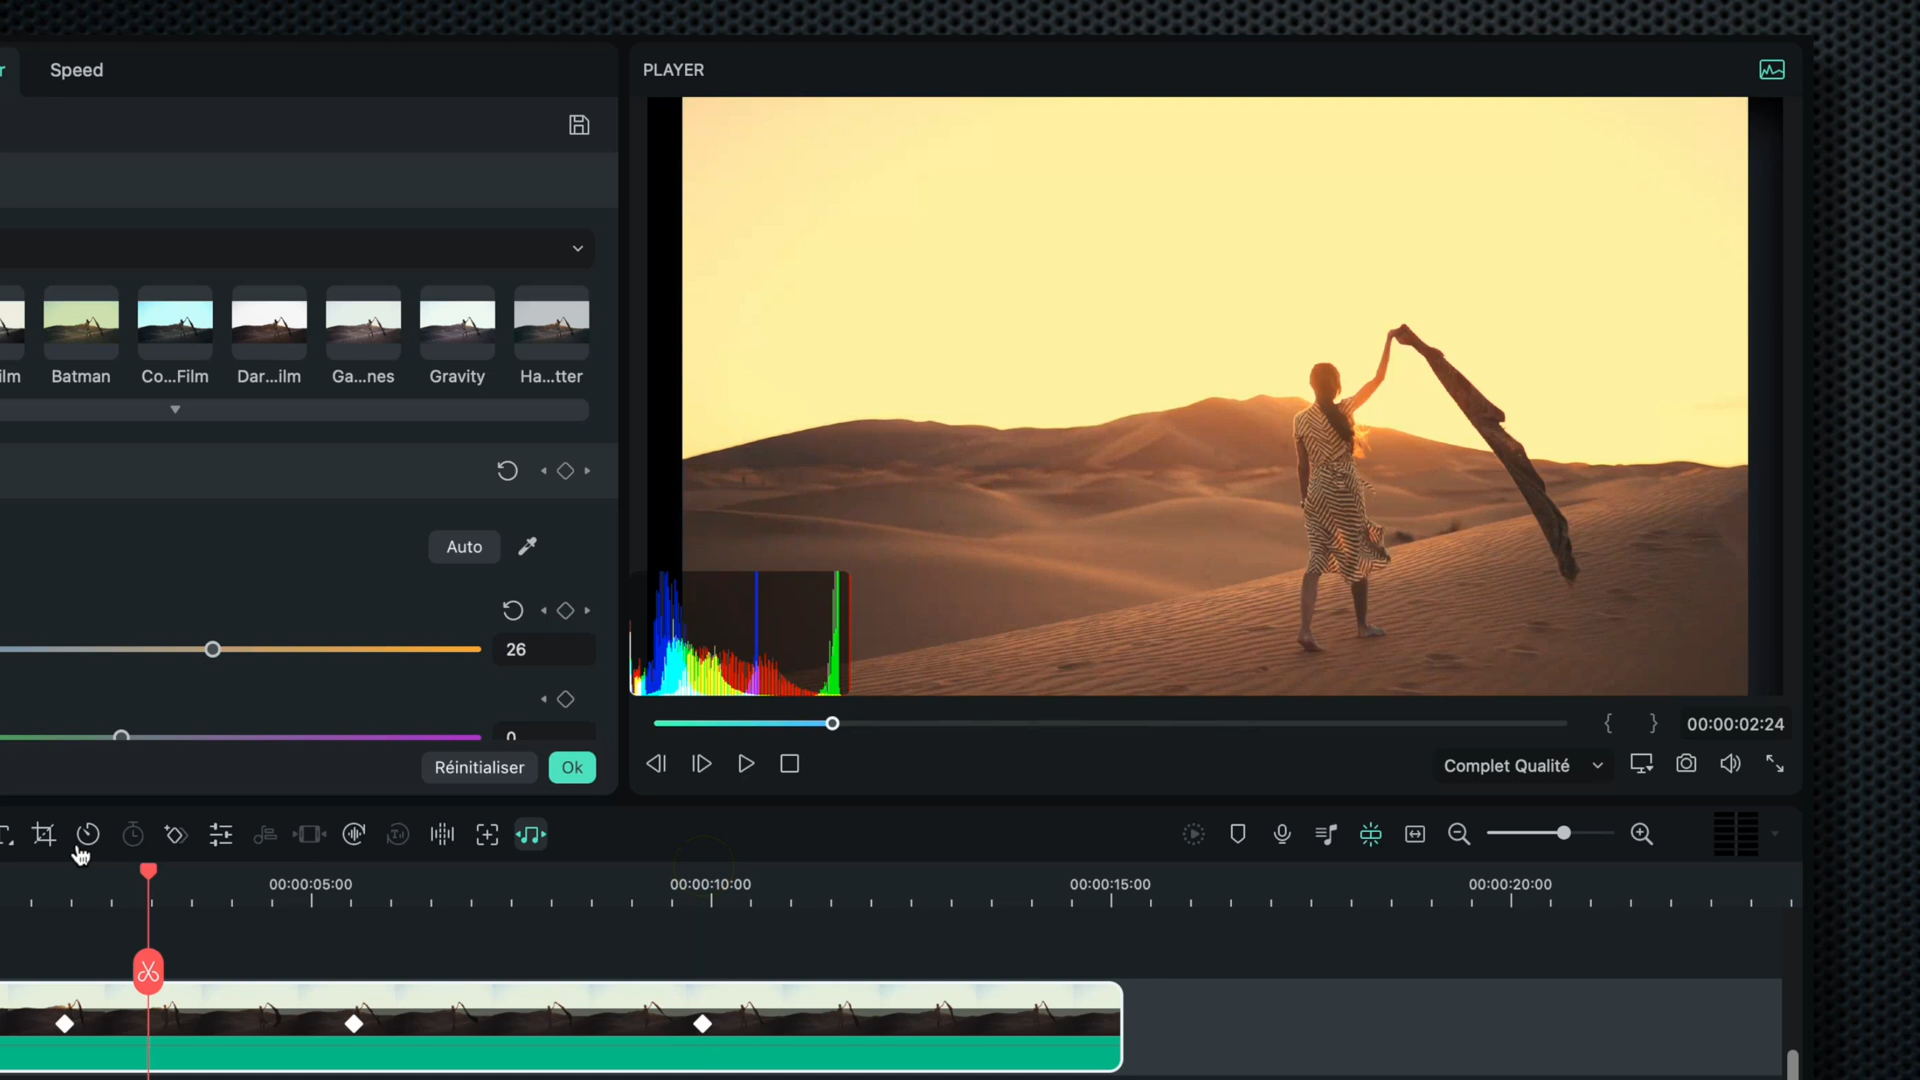 r
Speed
PLAYER
ilm
Batman
Co...Film
Dar...ilm
Ga...nes
Gravity
Ha...tter
Auto
26
0
Réinitialiser
Ok
00:00:02:24
Complet Qualité
00:00:05:00
00:00:10:00
00:00:15:00
00:00:20:00